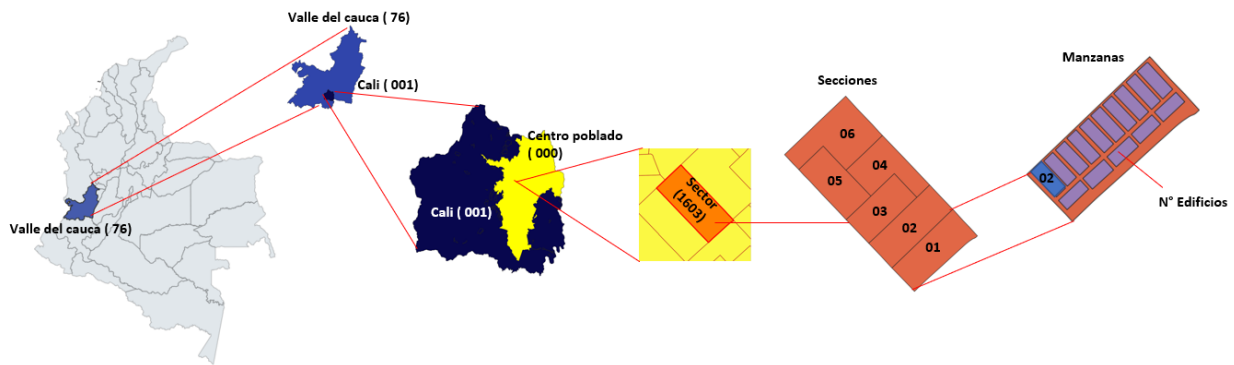 Valle del cauca ( 76)
Cali ( 001)
Valle del cauca ( 76)
Centro poblado
( 000)
Cali ( 001)
Sector
(1603)
Secciones
06
04
05
03
02
01
Manzanas
02
N° Edificios